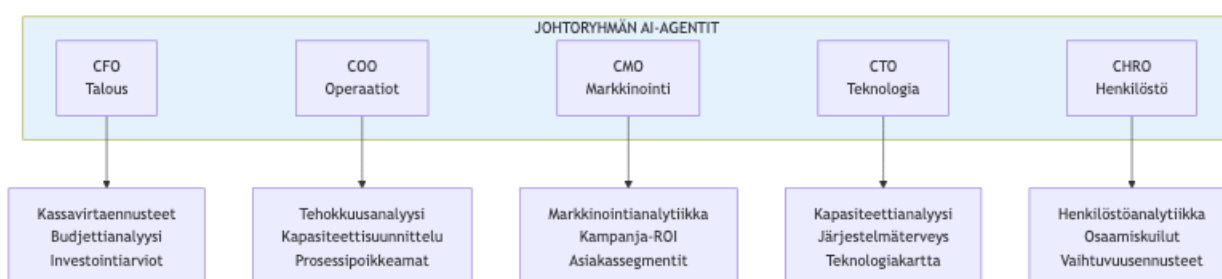 JOHTORYHMÄN AI-AGENTIT
CFO
Talous
COO
Operaatiot
CMO
Markkinointi
CTO
Teknologia
CHRO
Henkilöstö
Kassavirtaennusteet
Budjettianalyysi
Investointiarviot
Tehokkuusanalyysi
Kapasiteettisuunnittelu
Prosessipoikkeamat
Markkinointianalytiikka
Kampanja-ROI
Asiakassegmentit
Kapasiteettianalyysi
Järjestelmäterveys
Teknologiakartta
Henkilöstöanalytiikka
Osaamiskuilut
Vaihtuvuusennusteet